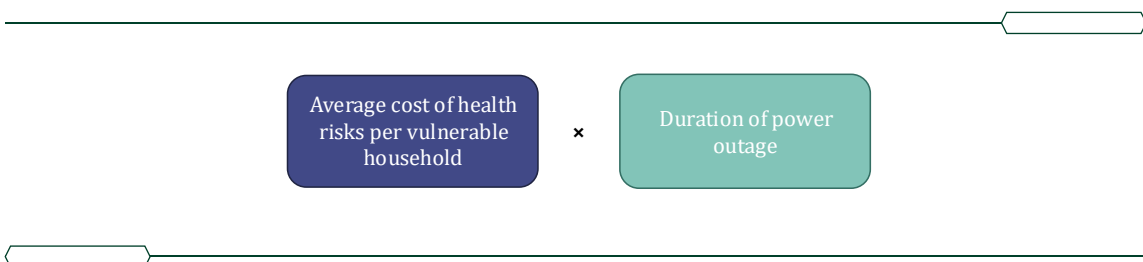 Average cost of health
risks per vulnerable
household
×
Duration of power
outage